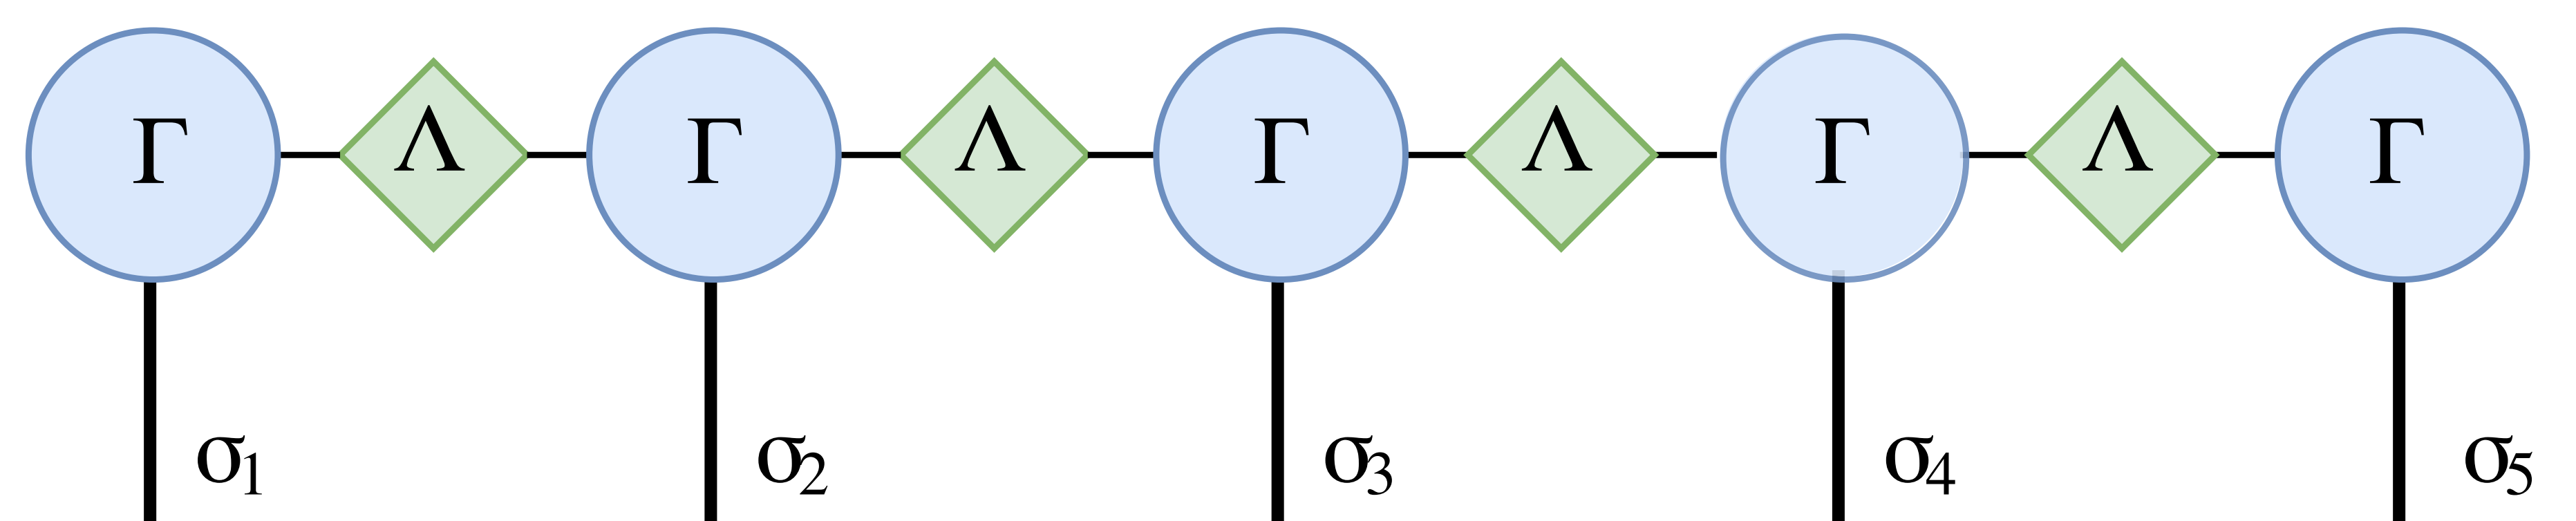 Γ Λ Γ Λ Γ Λ Γ Λ Γ
σ1 σ2 σ3 σ4 σ5